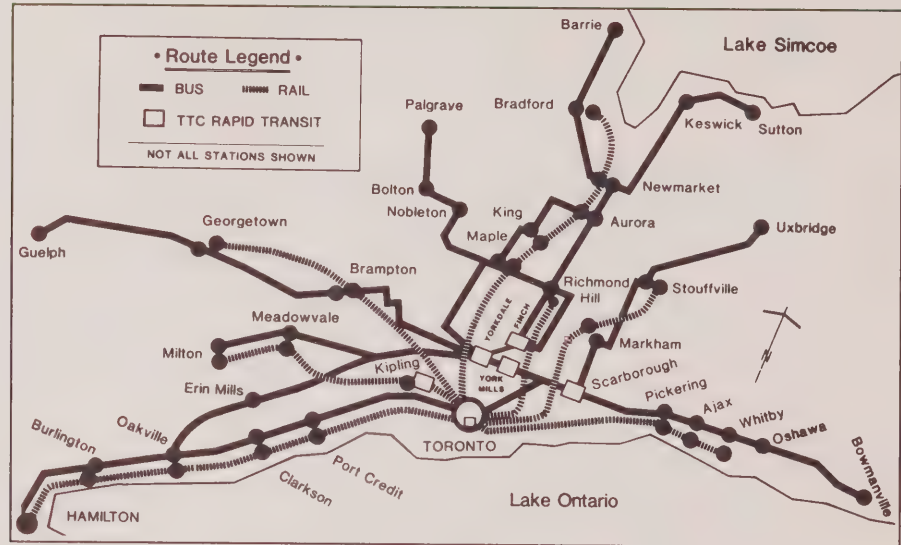 • Route Legend •
BUS RAIL
TTC RAPID TRANSIT
NOT ALL STATIONS SHOWN
Barrie
Lake Simcoe
Bradford
Palgrave
Keswick
Sutton
Bolton
Newmarket
Nobleton
King
Aurora
Georgetown
Maple
Uxbridge
Guelph
Brampton
Richmond
Hill
Stouffville
YORKDALE
FINCH
Meadowvale
Markham
Milton
Kipling
YORK
MILLS
Scarborough
N
Erin Mills
Pickering
Ajax
Whitby
Oshawa
Oakville
Burlington
TORONTO
Port Credit
Clarkson
Bowmanville
Lake Ontario
HAMILTON